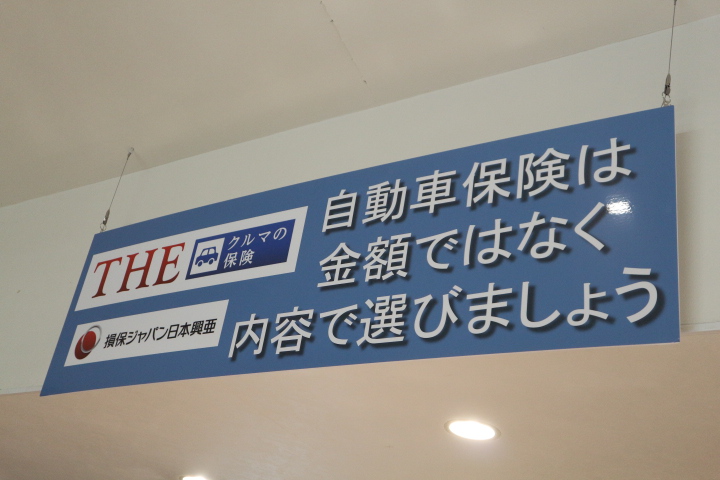 THE クルマの
保険
損保ジャパン日本興亜
自動車保険は
金額ではなく
内容で選びましょう